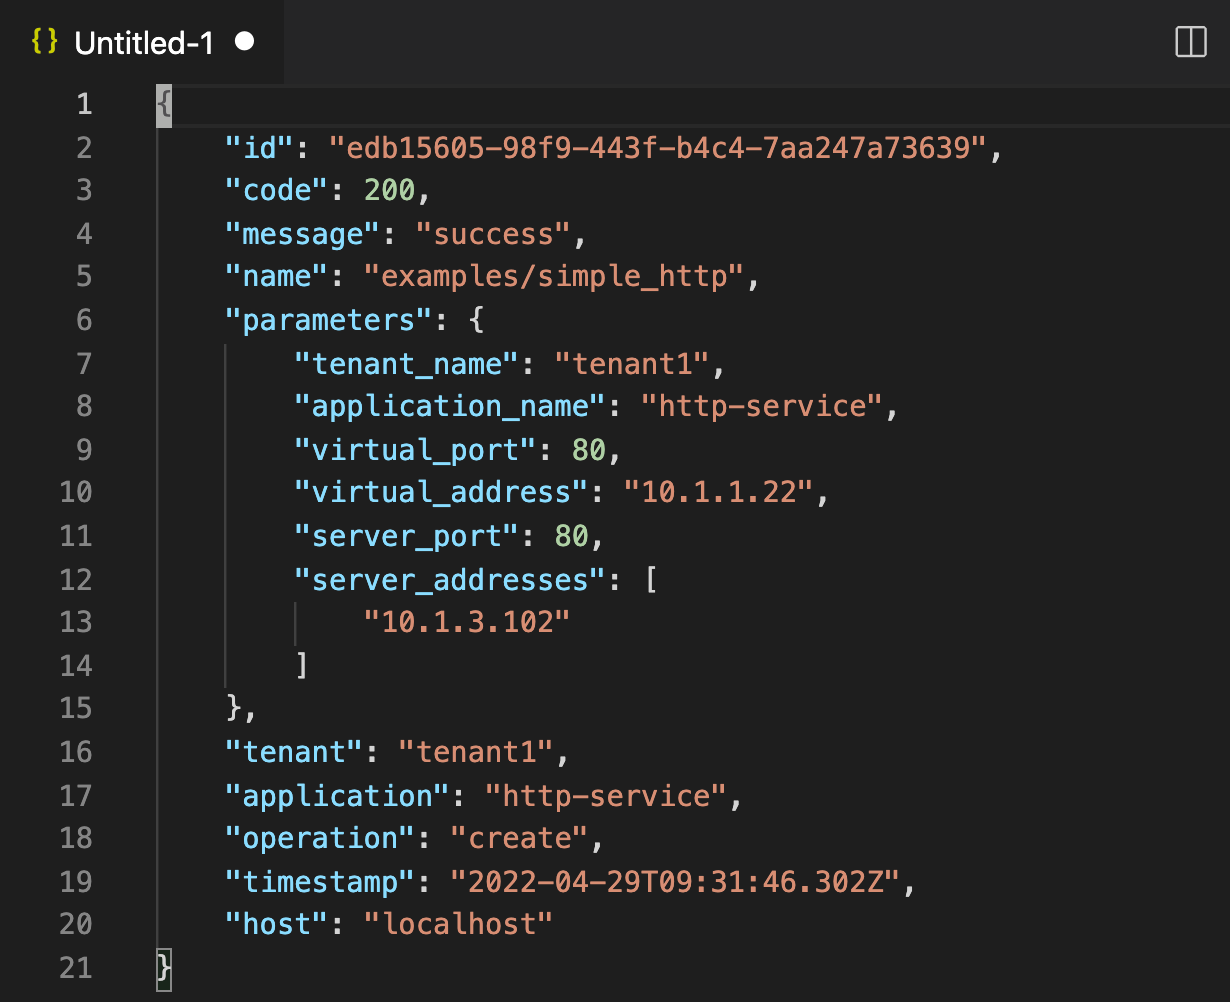 {} Untitled-1
1 {
2     "id": "edb15605-98f9-443f-b4c4-7aa247a73639",
3     "code": 200,
4     "message": "success",
5     "name": "examples/simple_http",
6     "parameters": {
7         "tenant_name": "tenant1",
8         "application_name": "http-service",
9         "virtual_port": 80,
10         "virtual_address": "10.1.1.22",
11         "server_port": 80,
12         "server_addresses": [
13             "10.1.3.102"
14         ]
15     },
16     "tenant": "tenant1",
17     "application": "http-service",
18     "operation": "create",
19     "timestamp": "2022-04-29T09:31:46.302Z",
20     "host": "localhost"
21 }